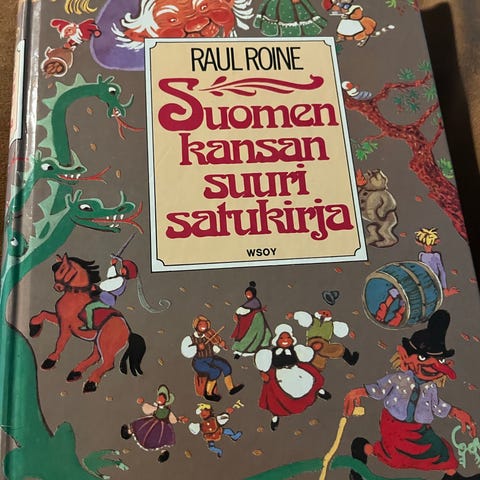 RAUL ROINE
Suomen
kansan
suuri
satukirja
WSOY